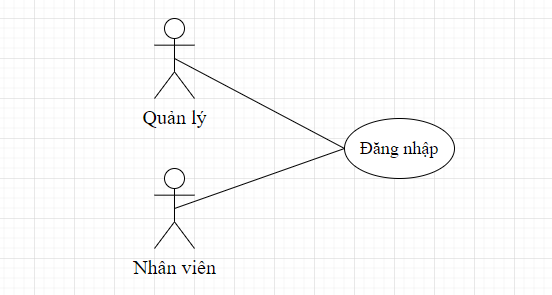 Quản lý
Đăng nhập
Nhân viên